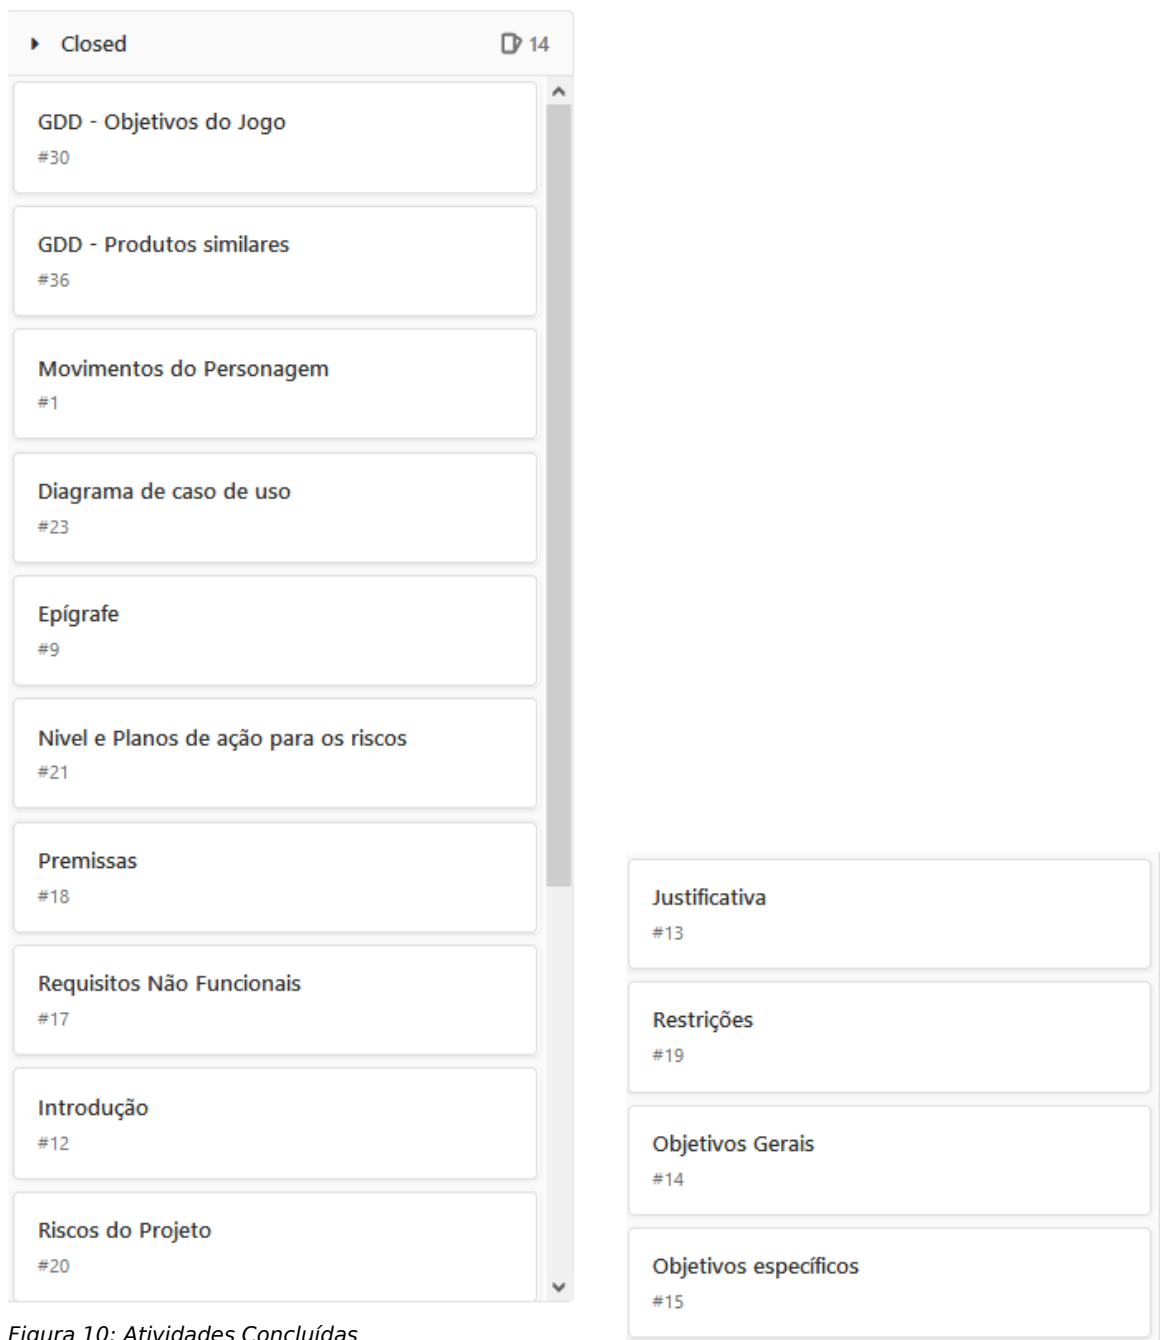 Closed 14
GDD - Objetivos do Jogo
#30
GDD - Produtos similares
#36
Movimentos do Personagem
#1
Diagrama de caso de uso
#23
Epígrafe
#9
Nivel e Planos de ação para os riscos
#21
Premissas
#18
Requisitos Não Funcionais
#17
Introdução
#12
Riscos do Projeto
#20
Figura 10: Atividades Concluídas
Justificativa
#13
Restrições
#19
Objetivos Gerais
#14
Objetivos específicos
#15